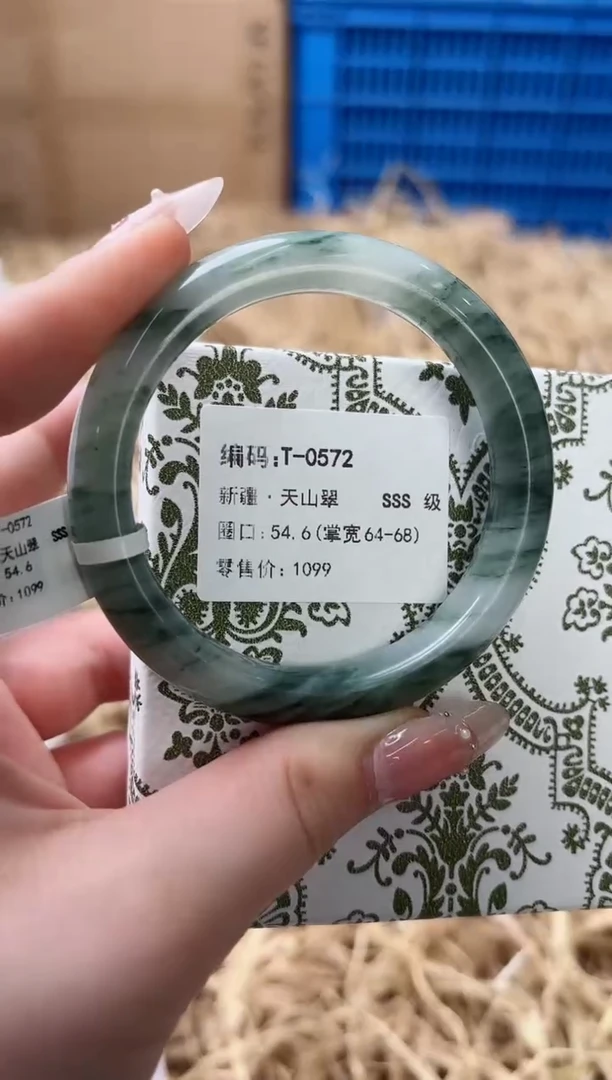 编码:T-0572
新疆·天山翠 SSS 级
圈口:54.6(掌宽64-68)
零售价:1099
-0572
天山翠 SSS
54.6
价:1099